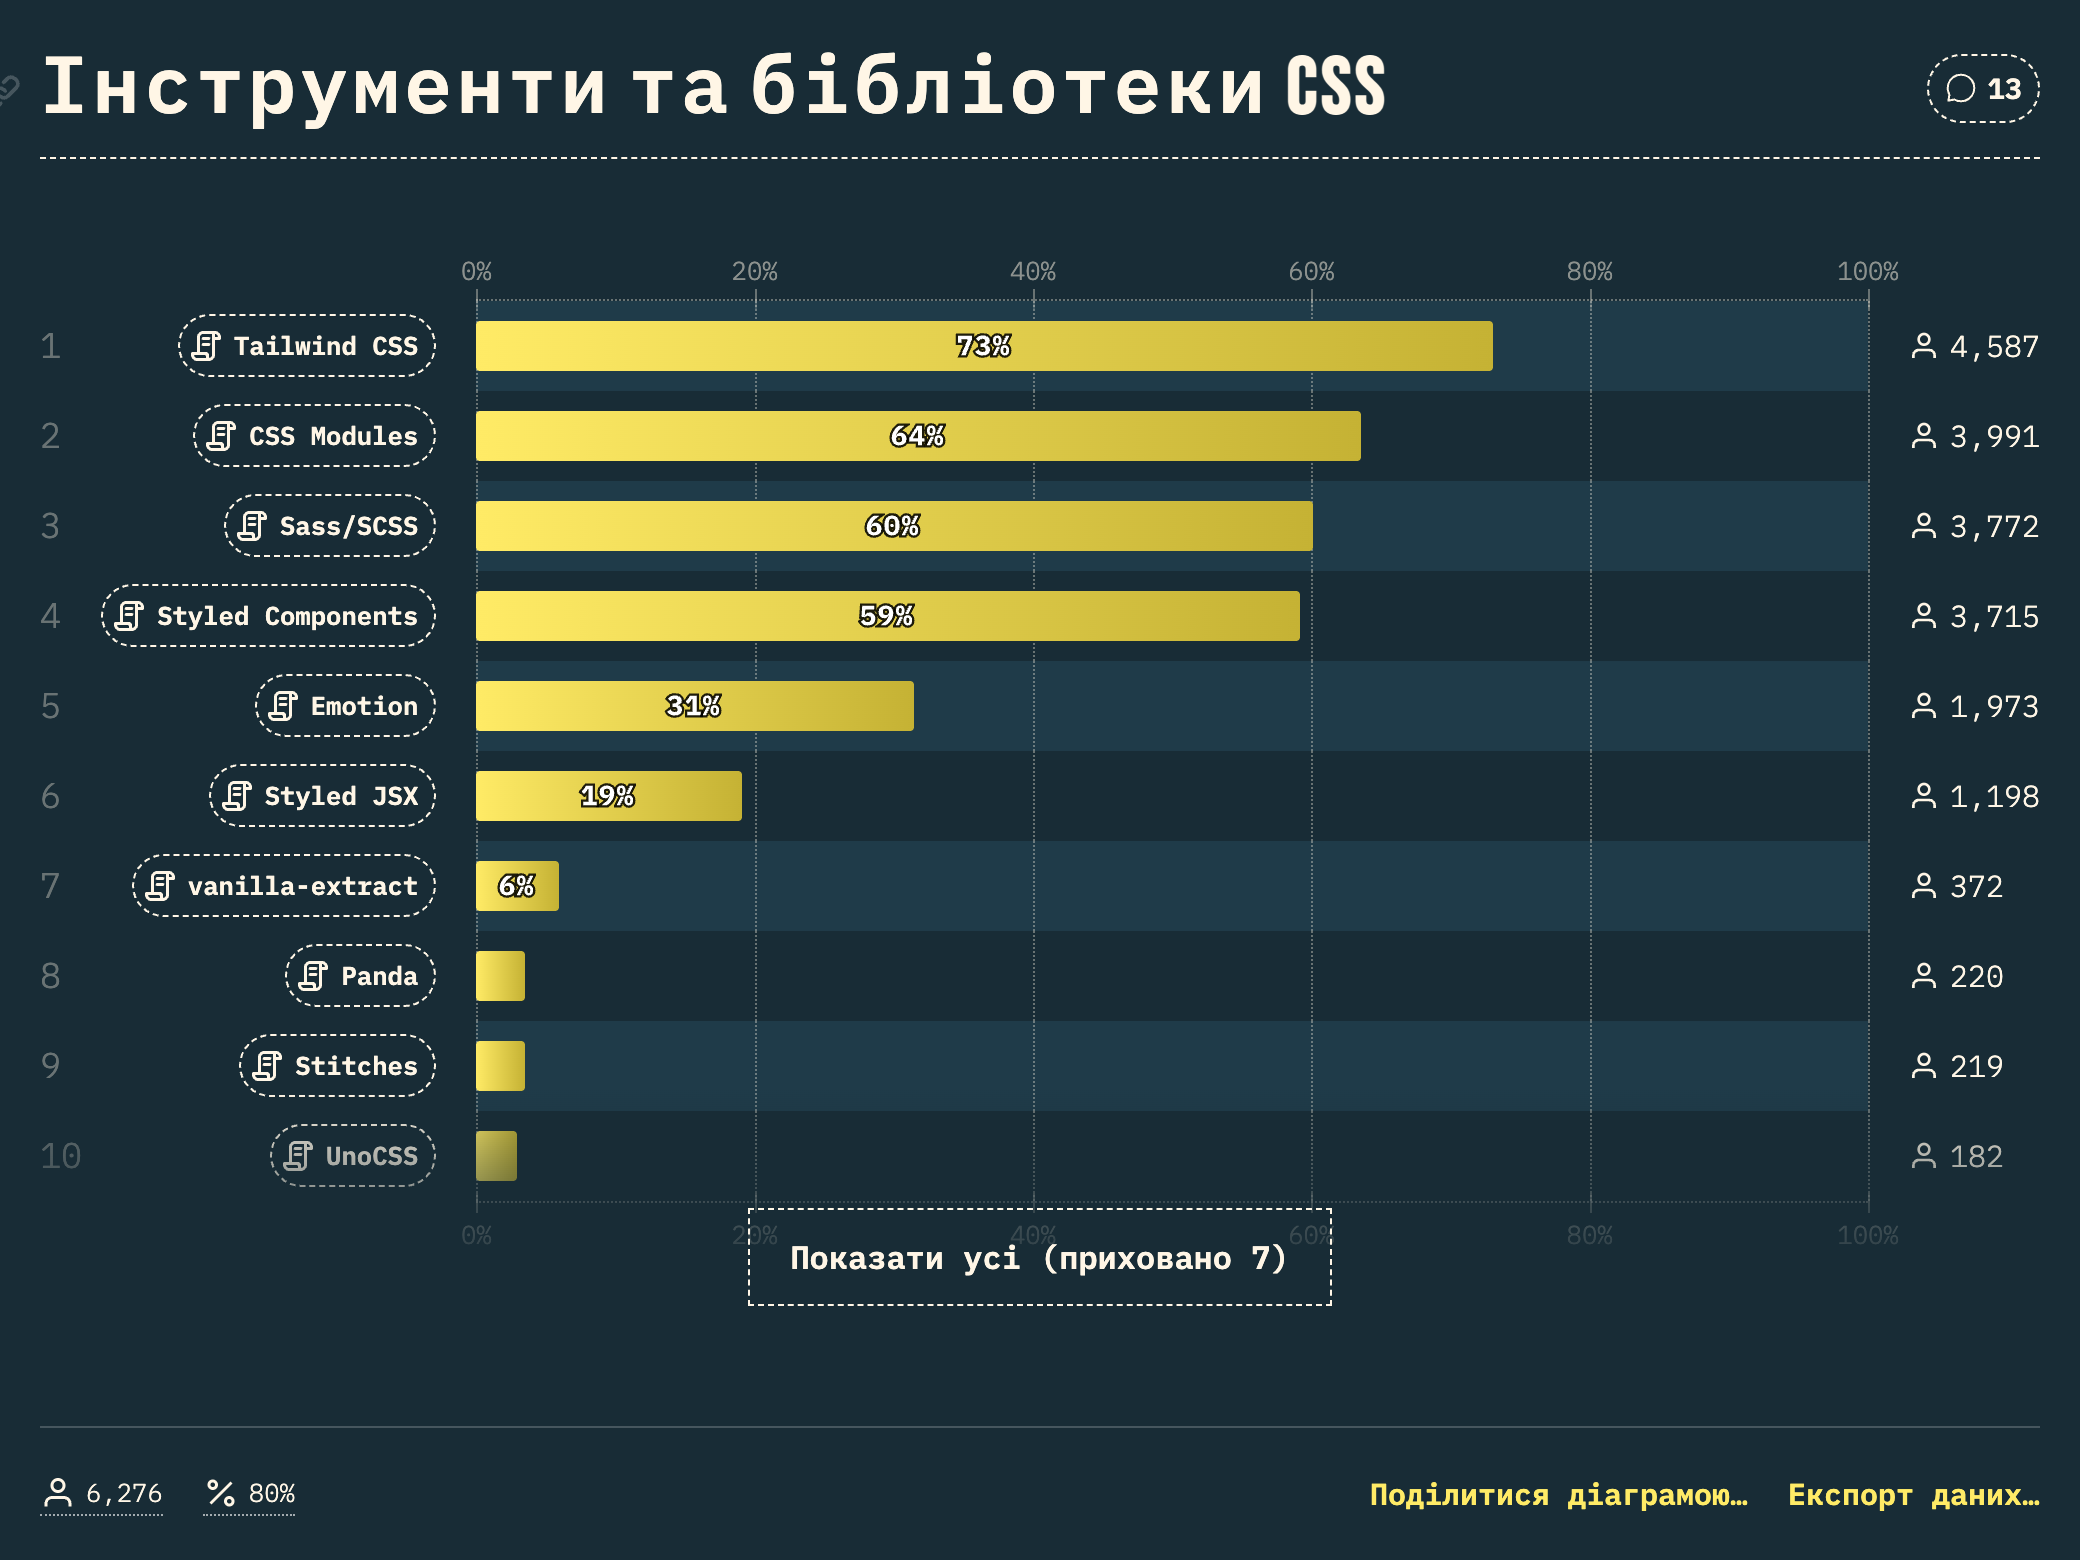 Інструменти та бібліотеки CSS
13
0% 20% 40% 60% 80% 100%
1 Tailwind CSS 73% 4,587
2 CSS Modules 64% 3,991
3 Sass/SCSS 60% 3,772
4 Styled Components 59% 3,715
5 Emotion 31% 1,973
6 Styled JSX 19% 1,198
7 vanilla-extract 6% 372
8 Panda 220
9 Stitches 219
10 UnoCSS 182
0% 20% 40% 60% 80% 100%
Показати усі (приховано 7)
6,276 80% Поділитися діаграмою… Експорт даних…